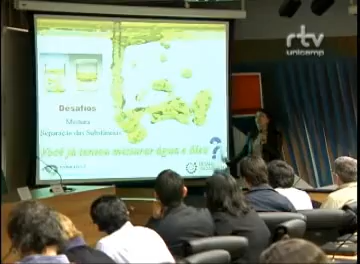 rtv
unicamp
Desafios
Mistura
Separação das Substâncias
Você já tentou misturar água e óleo
?